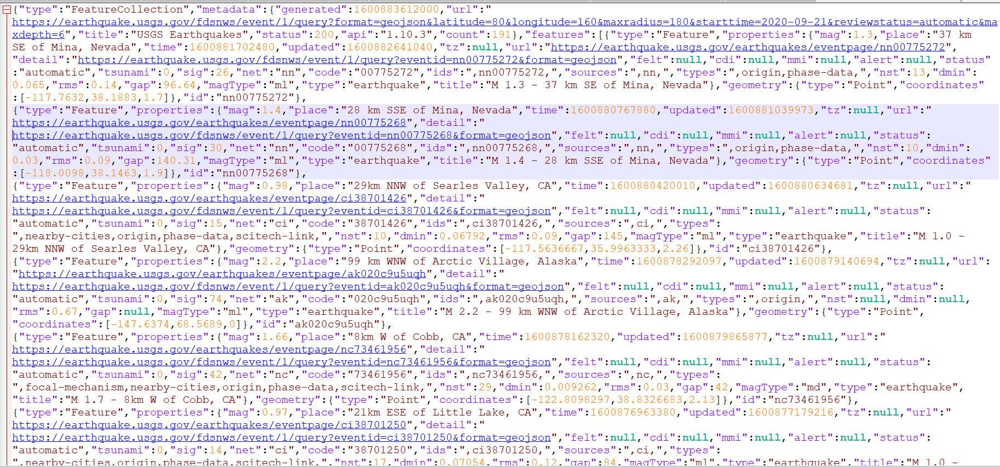 {"type":"FeatureCollection","metadata":{"generated":1600883612000,"url":"
https://earthquake.usgs.gov/fdsnws/event/1/query?format=geojson&latitude=80&longitude=160&maxradius=180&starttime=2020-09-21&reviewstatus=automatic&ma
xdepth=6","title":"USGS Earthquakes","status":200,"api":"1.10.3","count":191},"features":[{"type":"Feature","properties":{"mag":1.3,"place":"37 km
SE of Mina, Nevada","time":1600881702480,"updated":1600882641040,"tz":null,"url":"https://earthquake.usgs.gov/earthquakes/eventpage/nn00775272"
,"detail":"https://earthquake.usgs.gov/fdsnws/event/1/query?eventid=nn00775272&format=geojson","felt":null,"cdi":null,"mmi":null,"alert":null,"status"
:"automatic","tsunami":0,"sig":26,"net":"nn","code":"00775272","ids":",nn00775272,","sources":",nn,","types":",origin,phase-data,","nst":13,"dmin":
0.065,"rms":0.14,"gap":96.64,"magType":"ml","type":"earthquake","title":"M 1.3 - 37 km SE of Mina, Nevada"},"geometry":{"type":"Point","coordinates"
:[-117.7632,38.1883,1.7]},"id":"nn00775272"},
{"type":"Feature","properties":{"mag":1.4,"place":"28 km SSE of Mina, Nevada","time":1600880767880,"updated":1600881039973,"tz":null,"url":"
https://earthquake.usgs.gov/earthquakes/eventpage/nn00775268","detail":"
https://earthquake.usgs.gov/fdsnws/event/1/query?eventid=nn00775268&format=geojson","felt":null,"cdi":null,"mmi":null,"alert":null,"status":
"automatic","tsunami":0,"sig":30,"net":"nn","code":"00775268","ids":",nn00775268,","sources":",nn,","types":",origin,phase-data,","nst":10,"dmin":
0.03,"rms":0.09,"gap":140.31,"magType":"ml","type":"earthquake","title":"M 1.4 - 28 km SSE of Mina, Nevada"},"geometry":{"type":"Point","coordinates"
:[-118.0098,38.1463,1.9]},"id":"nn00775268"},
{"type":"Feature","properties":{"mag":0.98,"place":"29km NNW of Searles Valley, CA","time":1600880420010,"updated":1600880634681,"tz":null,"url":"
https://earthquake.usgs.gov/earthquakes/eventpage/ci38701426","detail":"
https://earthquake.usgs.gov/fdsnws/event/1/query?eventid=ci38701426&format=geojson","felt":null,"cdi":null,"mmi":null,"alert":null,"status":
"automatic","tsunami":0,"sig":15,"net":"ci","code":"38701426","ids":",ci38701426,","sources":",ci,","types":
",nearby-cities,origin,phase-data,scitech-link,","nst":10,"dmin":0.06792,"rms":0.09,"gap":145,"magType":"ml","type":"earthquake","title":"M 1.0 -
29km NNW of Searles Valley, CA"},"geometry":{"type":"Point","coordinates":[-117.5636667,35.9963333,2.26]},"id":"ci38701426"},
{"type":"Feature","properties":{"mag":2.2,"place":"99 km WNW of Arctic Village, Alaska","time":1600878292097,"updated":1600879140694,"tz":null,"url":
"https://earthquake.usgs.gov/earthquakes/eventpage/ak020c9u5uqh","detail":"
https://earthquake.usgs.gov/fdsnws/event/1/query?eventid=ak020c9u5uqh&format=geojson","felt":null,"cdi":null,"mmi":null,"alert":null,"status":
"automatic","tsunami":0,"sig":74,"net":"ak","code":"020c9u5uqh","ids":",ak020c9u5uqh,","sources":",ak,","types":",origin,","nst":null,"dmin":null,
"rms":0.67,"gap":null,"magType":"ml","type":"earthquake","title":"M 2.2 - 99 km WNW of Arctic Village, Alaska"},"geometry":{"type":"Point",
"coordinates":[-147.6374,68.5689,0]},"id":"ak020c9u5uqh"},
{"type":"Feature","properties":{"mag":1.66,"place":"8km W of Cobb, CA","time":1600878162320,"updated":1600879865877,"tz":null,"url":"
https://earthquake.usgs.gov/earthquakes/eventpage/nc73461956","detail":"
https://earthquake.usgs.gov/fdsnws/event/1/query?eventid=nc73461956&format=geojson","felt":null,"cdi":null,"mmi":null,"alert":null,"status":
"automatic","tsunami":0,"sig":42,"net":"nc","code":"73461956","ids":",nc73461956,","sources":",nc,","types":
",focal-mechanism,nearby-cities,origin,phase-data,scitech-link,","nst":29,"dmin":0.009262,"rms":0.03,"gap":42,"magType":"md","type":"earthquake",
"title":"M 1.7 - 8km W of Cobb, CA"},"geometry":{"type":"Point","coordinates":[-122.8098297,38.8326683,2.13]},"id":"nc73461956"},
{"type":"Feature","properties":{"mag":0.97,"place":"21km ESE of Little Lake, CA","time":1600876963380,"updated":1600877179216,"tz":null,"url":"
https://earthquake.usgs.gov/earthquakes/eventpage/ci38701250","detail":"
https://earthquake.usgs.gov/fdsnws/event/1/query?eventid=ci38701250&format=geojson","felt":null,"cdi":null,"mmi":null,"alert":null,"status":
"automatic","tsunami":0,"sig":14,"net":"ci","code":"38701250","ids":",ci38701250,","sources":",ci,","types":
",nearby-cities,origin,phase-data,scitech-link,","nst":17,"dmin":0.07054,"rms":0.12,"gap":84,"magType":"ml","type":"earthquake","title":"M 1.0 -